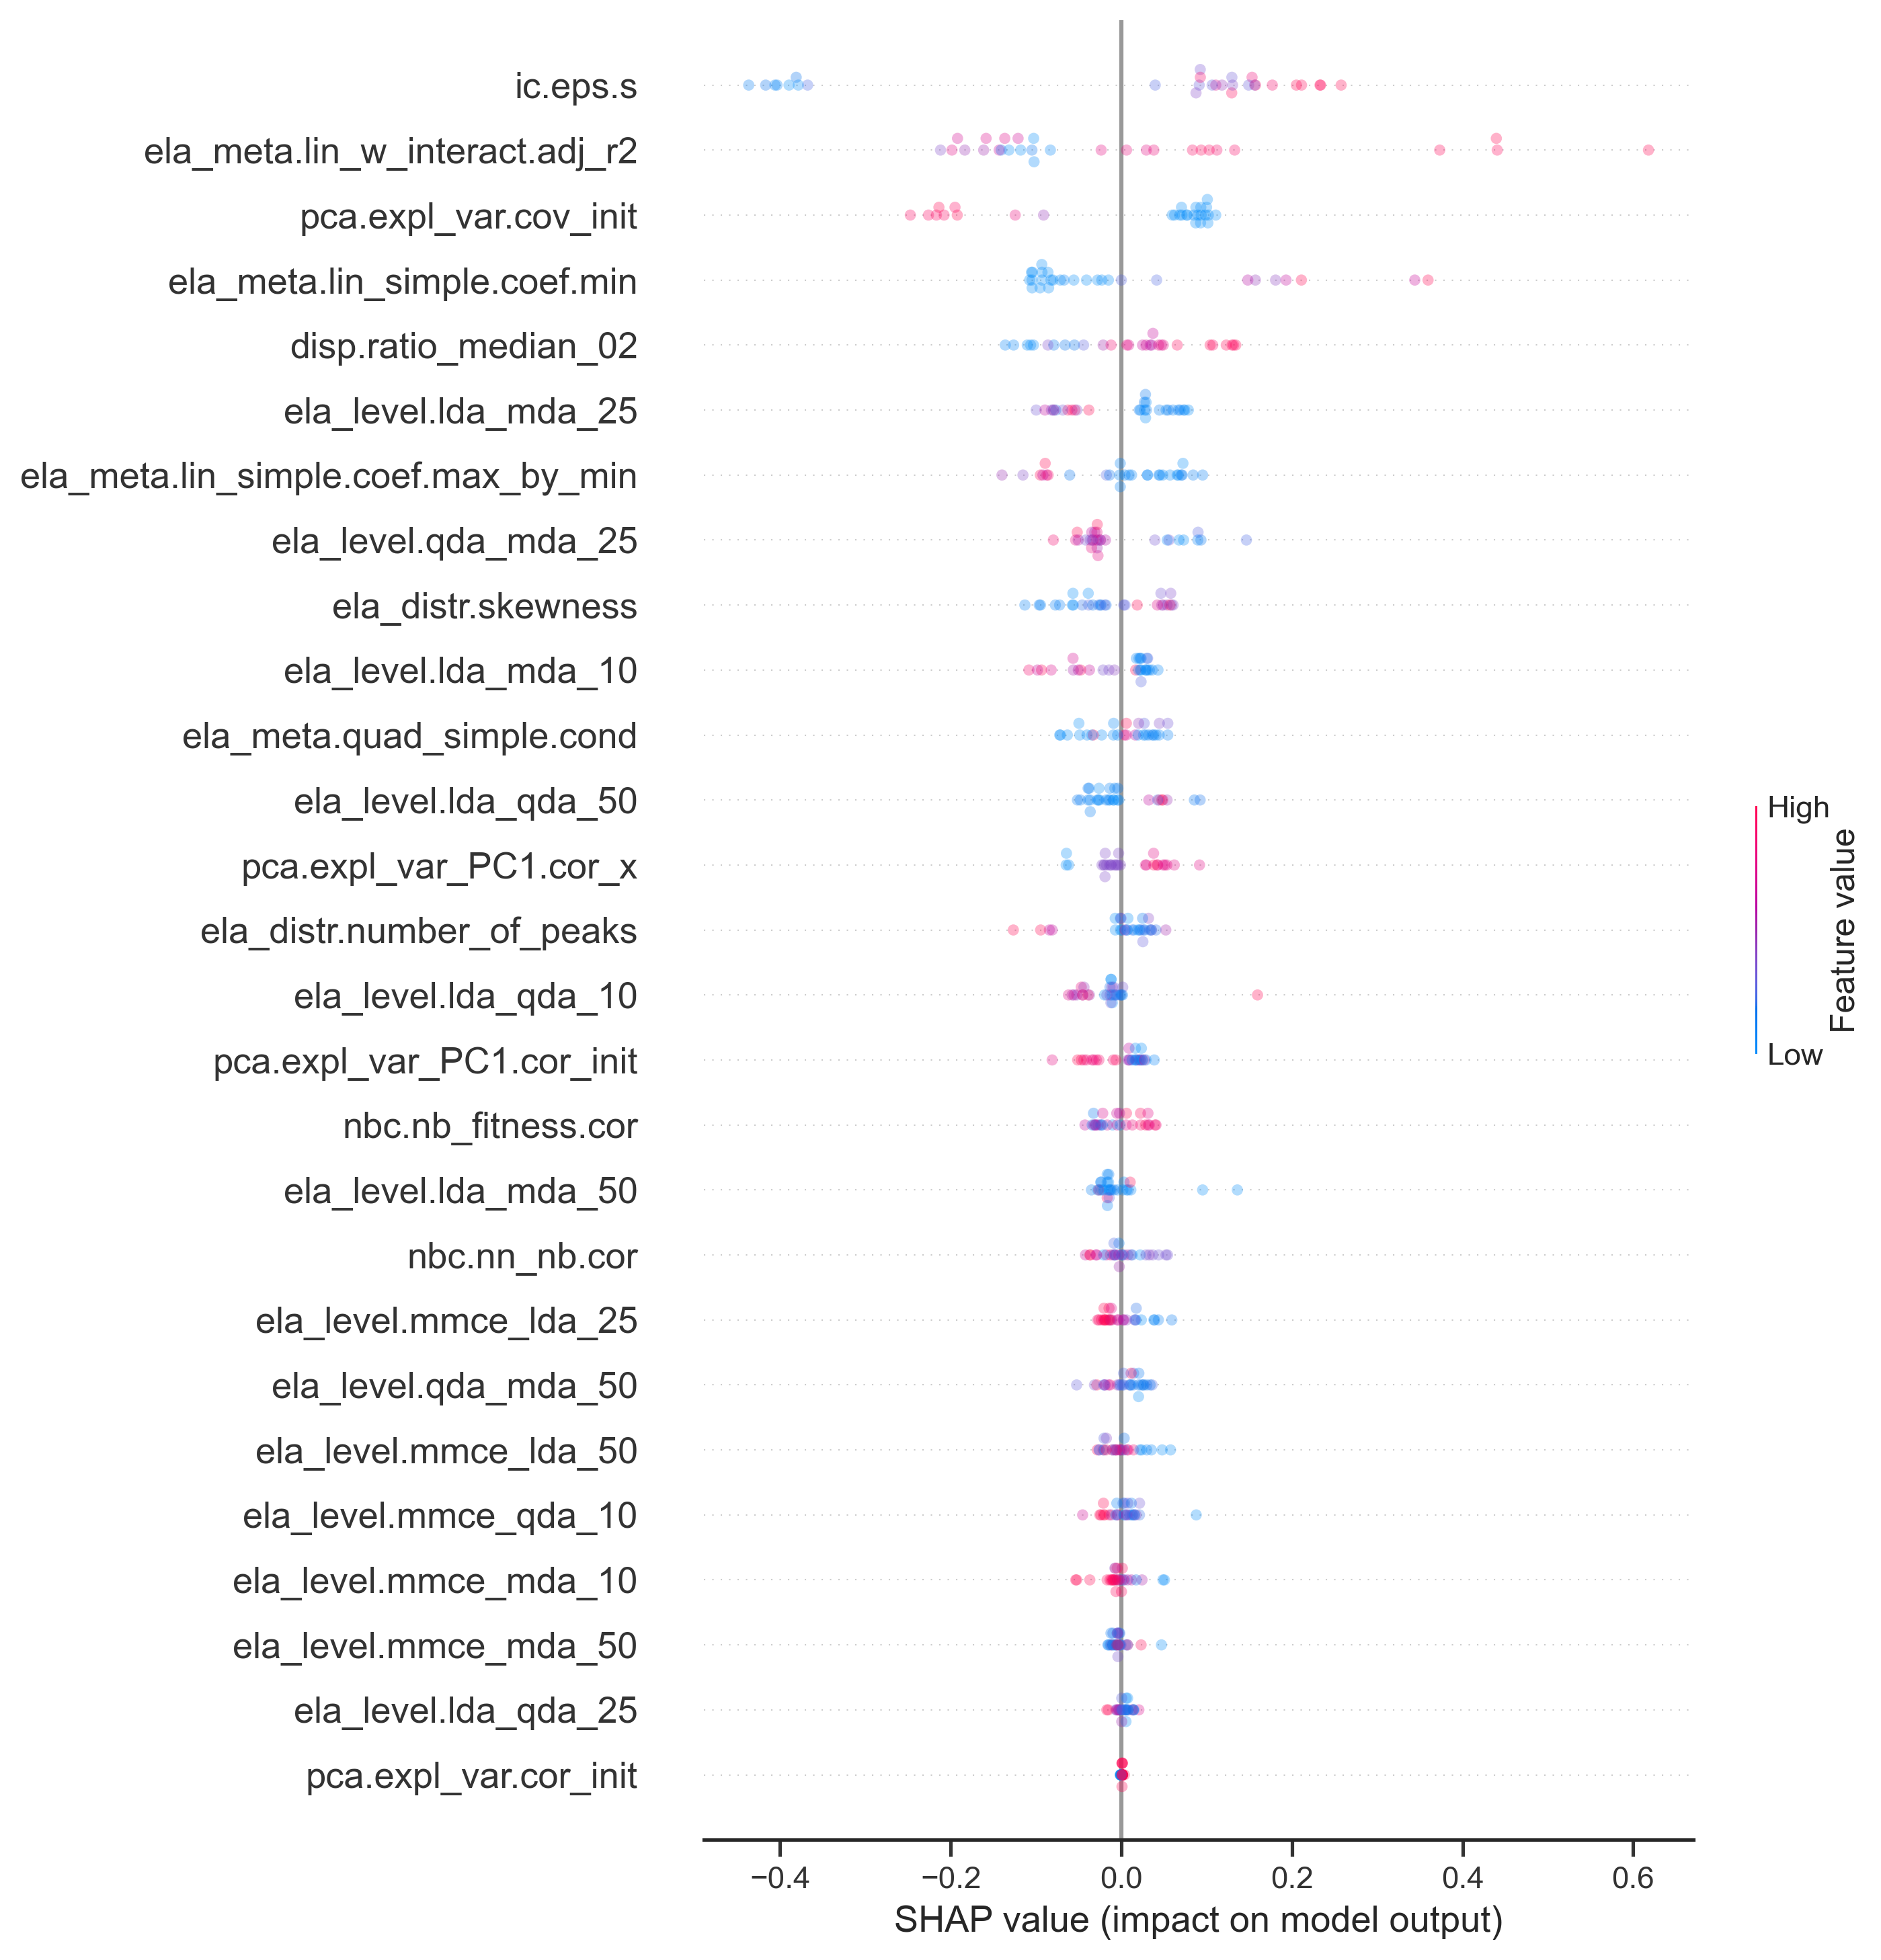 ic.eps.s
ela_meta.lin_w_interact.adj_r2
pca.expl_var.cov_init
ela_meta.lin_simple.coef.min
disp.ratio_median_02
ela_level.lda_mda_25
ela_meta.lin_simple.coef.max_by_min
ela_level.qda_mda_25
ela_distr.skewness
ela_level.lda_mda_10
ela_meta.quad_simple.cond
ela_level.lda_qda_50
pca.expl_var_PC1.cor_x
ela_distr.number_of_peaks
ela_level.lda_qda_10
pca.expl_var_PC1.cor_init
nbc.nb_fitness.cor
ela_level.lda_mda_50
nbc.nn_nb.cor
ela_level.mmce_lda_25
ela_level.qda_mda_50
ela_level.mmce_lda_50
ela_level.mmce_qda_10
ela_level.mmce_mda_10
ela_level.mmce_mda_50
ela_level.lda_qda_25
pca.expl_var.cor_init
−0.4 −0.2 0.0 0.2 0.4 0.6
SHAP value (impact on model output)
High
Feature value
Low